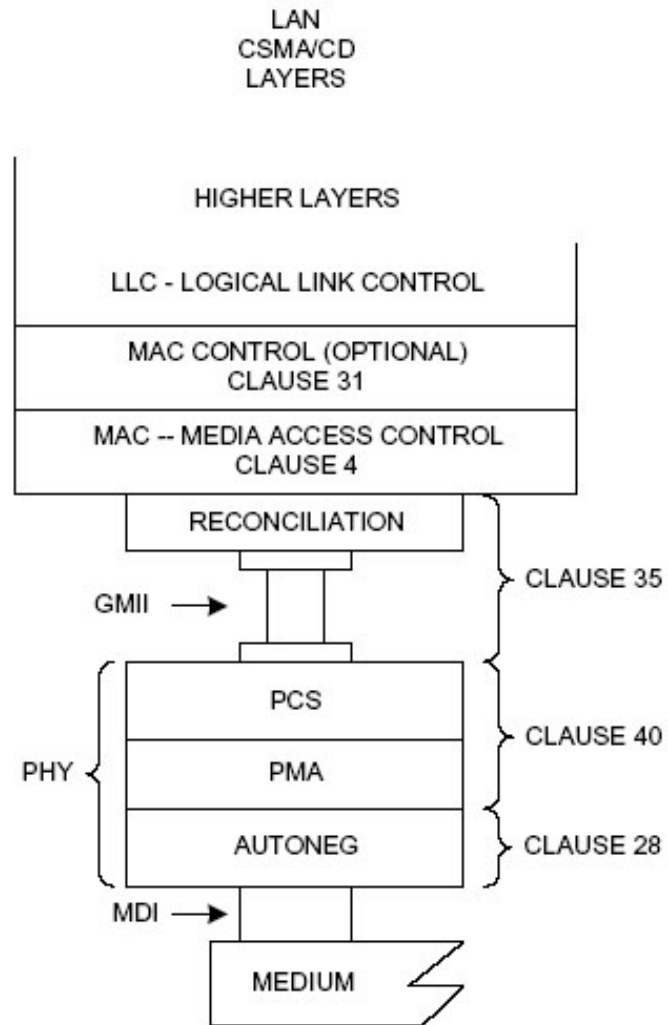 LAN
CSMA/CD
LAYERS
HIGHER LAYERS
LLC - LOGICAL LINK CONTROL
MAC CONTROL (OPTIONAL)
CLAUSE 31
MAC -- MEDIA ACCESS CONTROL
CLAUSE 4
RECONCILIATION
CLAUSE 35
GMII
PCS
CLAUSE 40
PHY
PMA
AUTONEG
CLAUSE 28
MDI
MEDIUM